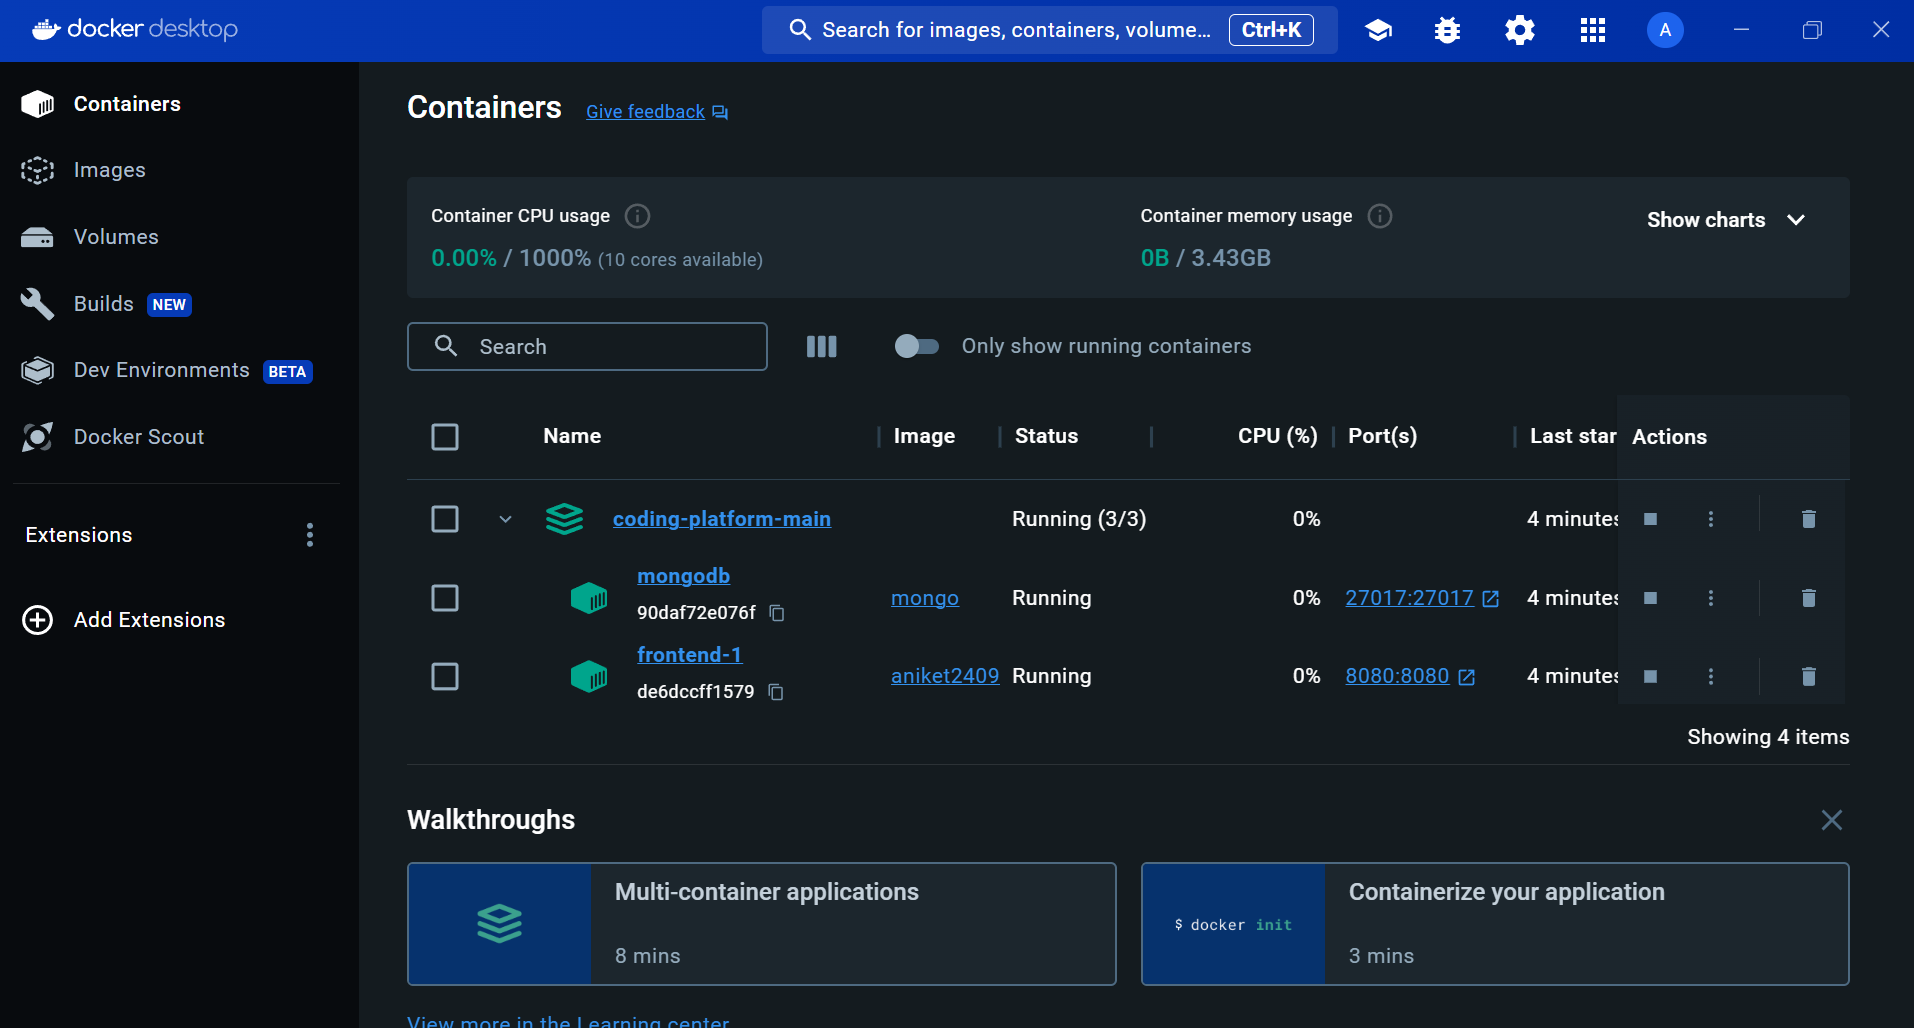 docker desktop
Search for images, containers, volume... Ctrl+K
A
Containers
Images
Volumes
Builds NEW
Dev Environments BETA
Docker Scout
Extensions
Add Extensions
Containers Give feedback
Container CPU usage
0.00% / 1000% (10 cores available)
Container memory usage
0B / 3.43GB
Show charts
Search
Only show running containers
Name Image Status CPU (%) Port(s) Last star Actions
coding-platform-main Running (3/3) 0% 4 minutes
mongodb
90daf72e076f
mongo Running 0% 27017:27017 4 minutes
frontend-1
de6dccff1579
aniket2409 Running 0% 8080:8080 4 minutes
Showing 4 items
Walkthroughs
Multi-container applications
8 mins
$ docker init
Containerize your application
3 mins
View more in the Learning center